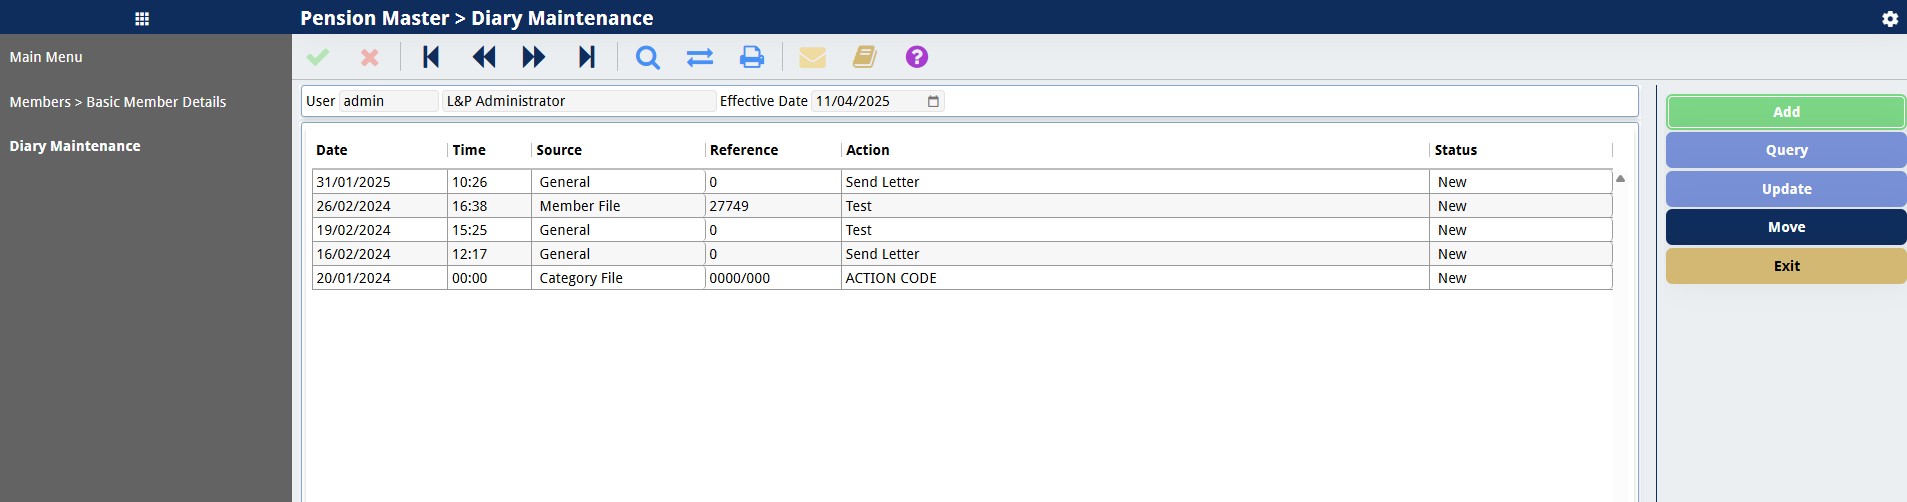 Pension Master > Diary Maintenance
Main Menu
Members > Basic Member Details
Diary Maintenance
?
User admin L&P Administrator Effective Date 11/04/2025
Date Time Source Reference Action Status
31/01/2025 10:26 General 0 Send Letter New
26/02/2024 16:38 Member File 27749 Test New
19/02/2024 15:25 General 0 Test New
16/02/2024 12:17 General 0 Send Letter New
20/01/2024 00:00 Category File 0000/000 ACTION CODE New
Add
Query
Update
Move
Exit